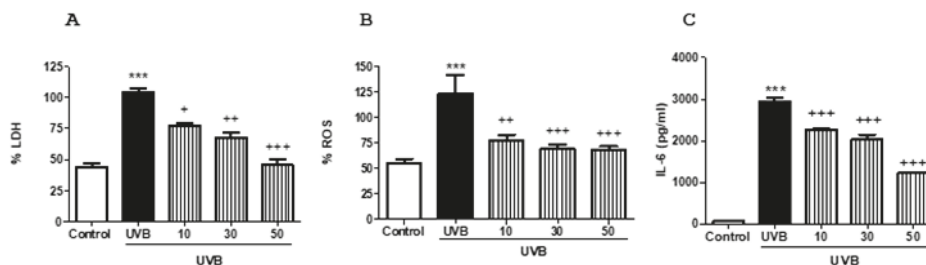 A
% LDH
125
100
75
50
25
0
***
+
++
+++
Control
UVB
10
30
50
UVB
B
% ROS
150
125
100
75
50
25
0
***
++
+++
+++
Control
UVB
10
30
50
UVB
C
IL-6 (pg/ml)
4000
3000
2000
1000
0
***
+++
+++
+++
Control
UVB
10
30
50
UVB